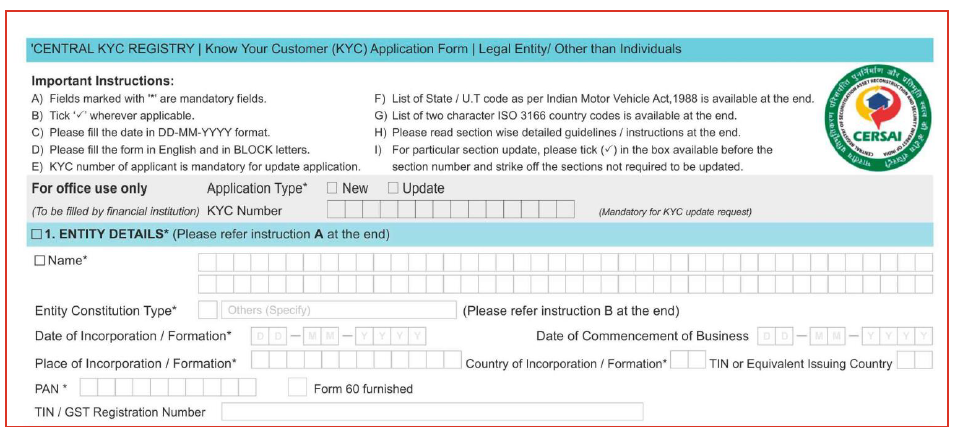 'CENTRAL KYC REGISTRY | Know Your Customer (KYC) Application Form | Legal Entity/ Other than Individuals
Important Instructions:
A) Fields marked with '*' are mandatory fields.
B) Tick '✓' wherever applicable.
C) Please fill the date in DD-MM-YYYY format.
D) Please fill the form in English and in BLOCK letters.
E) KYC number of applicant is mandatory for update application.
F) List of State / U.T code as per Indian Motor Vehicle Act,1988 is available at the end.
G) List of two character ISO 3166 country codes is available at the end.
H) Please read section wise detailed guidelines / instructions at the end.
I) For particular section update, please tick (✓) in the box available before the
section number and strike off the sections not required to be updated.
CERSAI
For office use only Application Type* New Update
(To be filled by financial institution) KYC Number (Mandatory for KYC update request)
1. ENTITY DETAILS* (Please refer instruction A at the end)
Name*
Entity Constitution Type* Others (Specify) (Please refer instruction B at the end)
Date of Incorporation / Formation* D D — M M — Y Y Y Y Date of Commencement of Business D D — M M — Y Y Y Y
Place of Incorporation / Formation* Country of Incorporation / Formation* TIN or Equivalent Issuing Country
PAN * Form 60 furnished
TIN / GST Registration Number